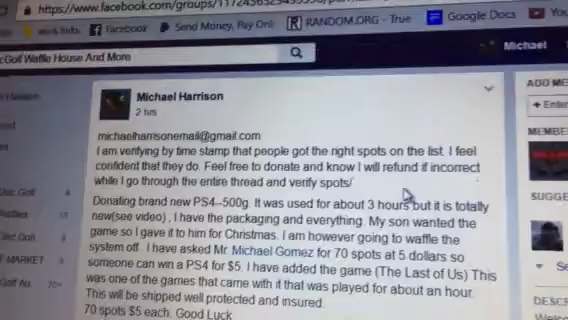 https://www.facebook.com/groups/
Facebook Send Money, Pay Onli RANDOM.ORG - True Google Docs You
Golf Waffle House And More
Michael
Michael Harrison
2 hrs
ADD ME
+ Enter
MEMBE
SUGGE
DESCR
michaelharrisonemail@gmail.com
I am verifying by time stamp that people got the right spots on the list. I feel
confident that they do. Feel free to donate and know I will refund if incorrect
while I go through the entire thread and verify spots/
Donating brand new PS4--500g. It was used for about 3 hours but it is totally
new(see video) , I have the packaging and everything. My son wanted the
game so I gave it to him for Christmas. I am however going to waffle the
system off . I have asked Mr. Michael Gomez for 70 spots at 5 dollars so
someone can win a PS4 for $5. I have added the game (The Last of Us) This
was one of the games that came with it that was played for about an hour.
This will be shipped well protected and insured.
70 spots $5 each. Good Luck